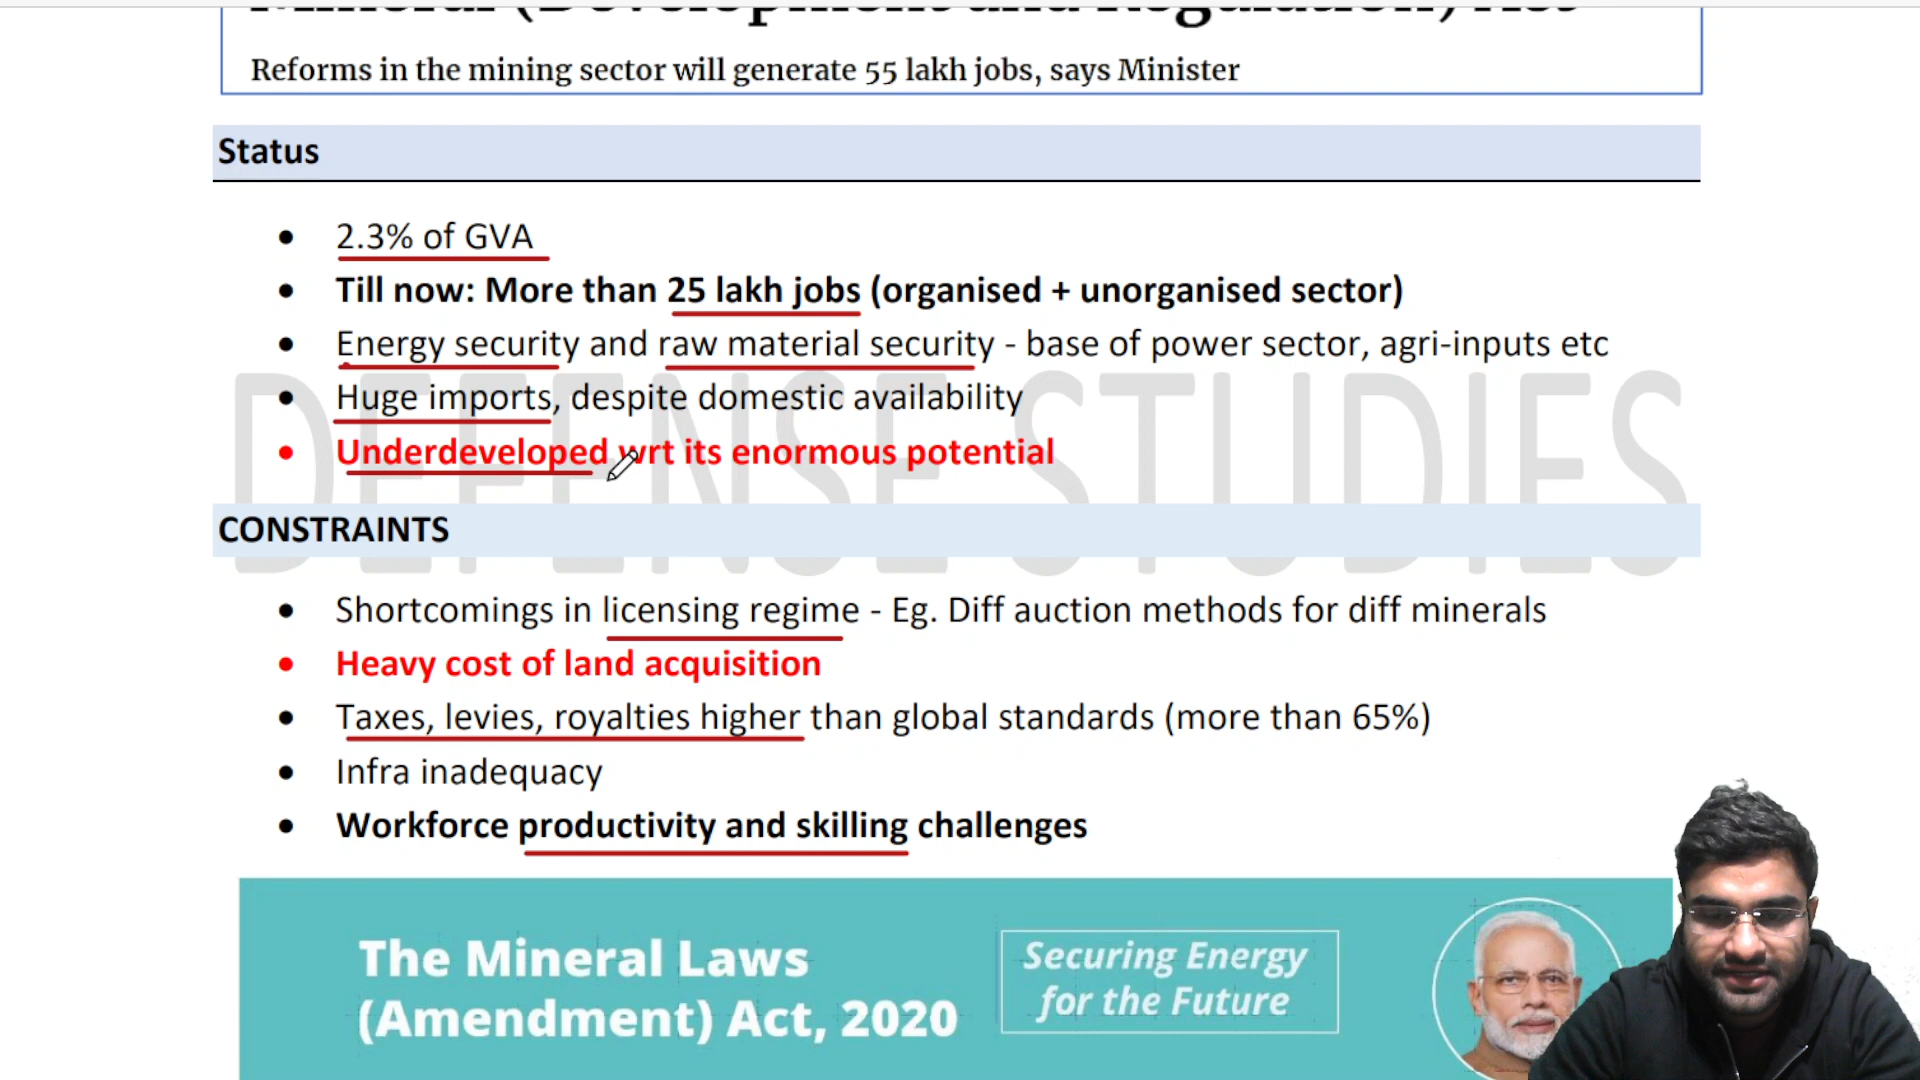 Mineral (Development and Regulation) Act
Reforms in the mining sector will generate 55 lakh jobs, says Minister
Status
• 2.3% of GVA
• Till now: More than 25 lakh jobs (organised + unorganised sector)
• Energy security and raw material security - base of power sector, agri-inputs etc
• Huge imports, despite domestic availability
• Underdeveloped wrt its enormous potential
DEFENSE STUDIES
CONSTRAINTS
• Shortcomings in licensing regime - Eg. Diff auction methods for diff minerals
• Heavy cost of land acquisition
• Taxes, levies, royalties higher than global standards (more than 65%)
• Infra inadequacy
• Workforce productivity and skilling challenges
The Mineral Laws
(Amendment) Act, 2020
Securing Energy
for the Future